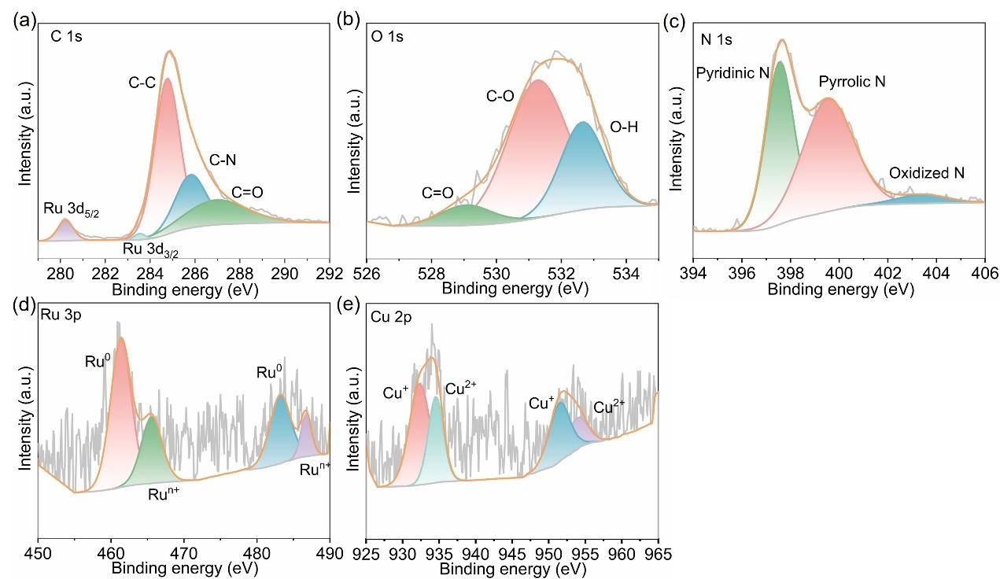 (a)
C 1s
C-C
C-N
C=O
Ru 3d5/2
Ru 3d3/2
Intensity (a.u.)
280 282 284 286 288 290 292
Binding energy (eV)
(b)
O 1s
C-O
O-H
C=O
Intensity (a.u.)
526 528 530 532 534
Binding energy (eV)
(c)
N 1s
Pyridinic N
Pyrrolic N
Oxidized N
Intensity (a.u.)
394 396 398 400 402 404 406
Binding energy (eV)
(d)
Ru 3p
Ru0
Ru0
Run+
Run+
Intensity (a.u.)
450 460 470 480 490
Binding energy (eV)
(e)
Cu 2p
Cu+
Cu2+
Cu+
Cu2+
Intensity (a.u.)
925 930 935 940 945 950 955 960 965
Binding energy (eV)